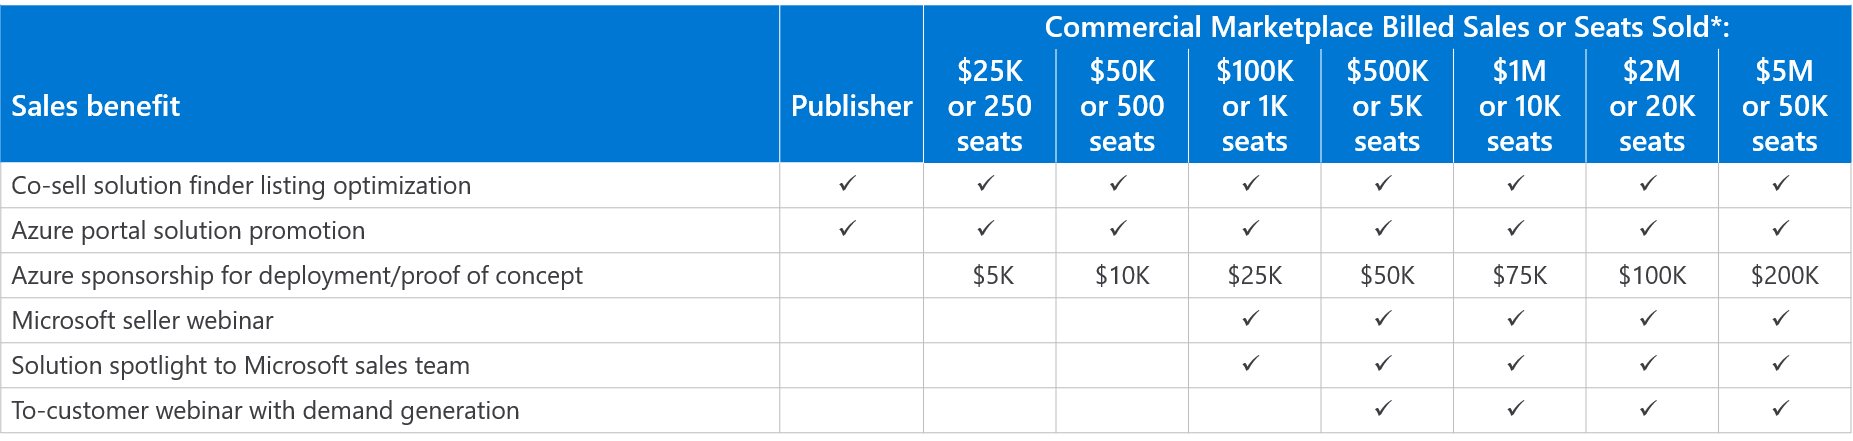 Commercial Marketplace Billed Sales or Seats Sold*:
Sales benefit
Publisher
$25K
or 250
seats
$50K
or 500
seats
$100K
or 1K
seats
$500K
or 5K
seats
$1M
or 10K
seats
$2M
or 20K
seats
$5M
or 50K
seats
Co-sell solution finder listing optimization ✓ ✓ ✓ ✓ ✓ ✓ ✓ ✓
Azure portal solution promotion ✓ ✓ ✓ ✓ ✓ ✓ ✓ ✓
Azure sponsorship for deployment/proof of concept $5K $10K $25K $50K $75K $100K $200K
Microsoft seller webinar ✓ ✓ ✓ ✓ ✓
Solution spotlight to Microsoft sales team ✓ ✓ ✓ ✓ ✓
To-customer webinar with demand generation ✓ ✓ ✓ ✓